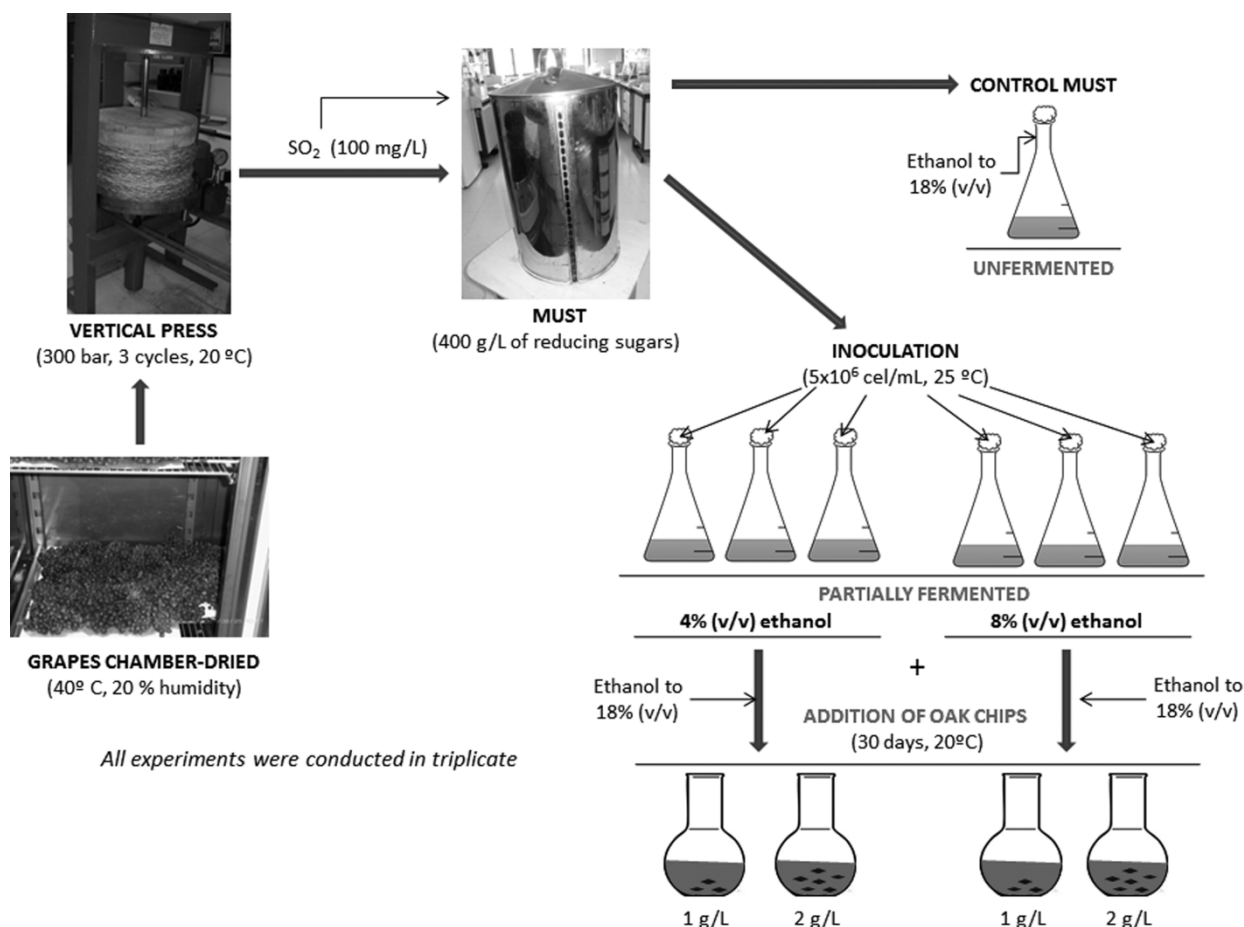 SO2 (100 mg/L)
VERTICAL PRESS
(300 bar, 3 cycles, 20 ºC)
MUST
(400 g/L of reducing sugars)
CONTROL MUST
Ethanol to
18% (v/v)
UNFERMENTED
GRAPES CHAMBER-DRIED
(40º C, 20 % humidity)
INOCULATION
(5x10⁶ cel/mL, 25 ºC)
PARTIALLY FERMENTED
4% (v/v) ethanol
8% (v/v) ethanol
+
Ethanol to
18% (v/v)
ADDITION OF OAK CHIPS
(30 days, 20ºC)
Ethanol to
18% (v/v)
All experiments were conducted in triplicate
1 g/L
2 g/L
1 g/L
2 g/L